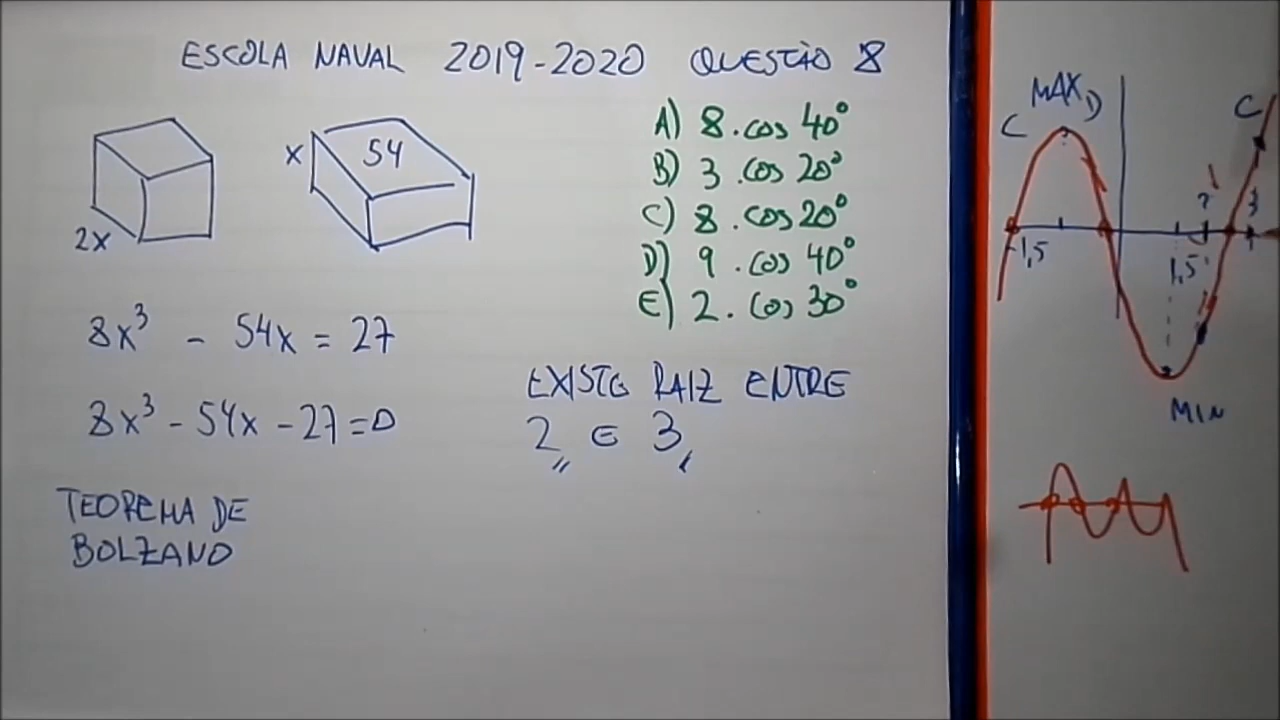 ESCOLA NAVAL 2019-2020 QUESTÃO 8
x
54
2x
8x³ - 54x = 27
8x³ - 54x - 27 = 0
TEOREMA DE
BOLZANO
A) 8 . cos 40°
B) 3 . cos 20°
C) 8 . cos 20°
D) 9 . cos 40°
E) 2 . cos 30°
EXISTE RAIZ ENTRE
2 E 3
MAX
C
D
C
-1,5
1,5
2
3
MIN